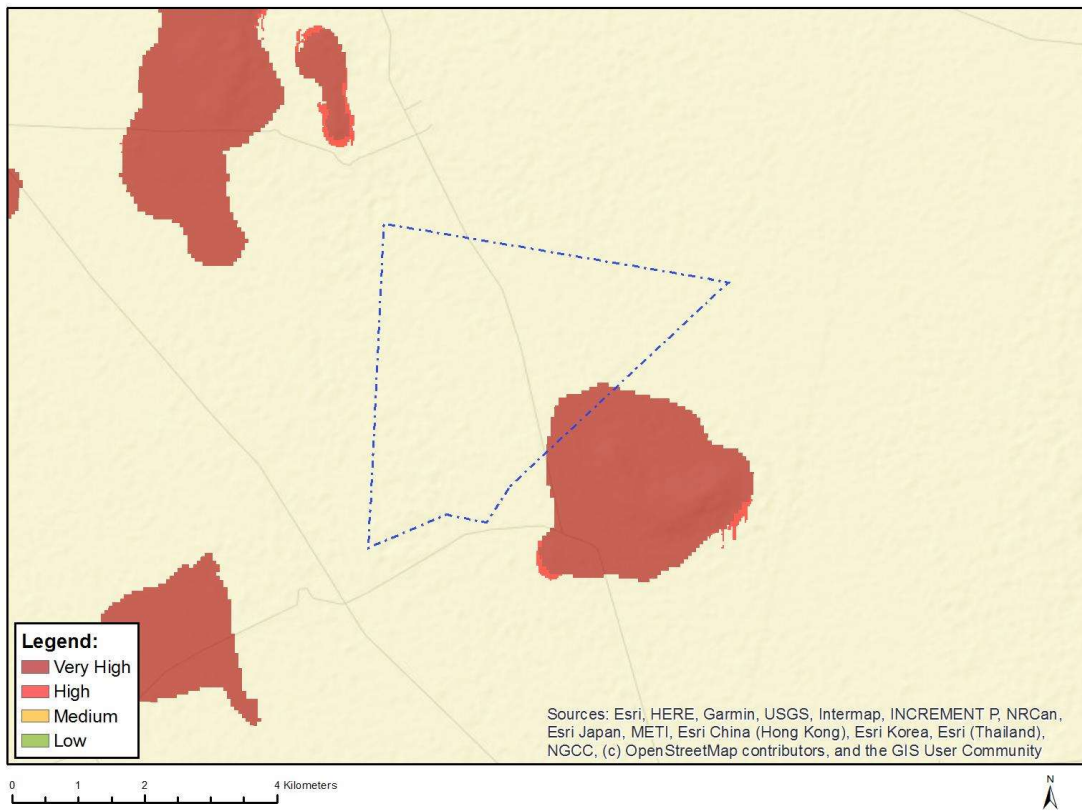 Legend:
Very High
High
Medium
Low
Sources: Esri, HERE, Garmin, USGS, Intermap, INCREMENT P, NRCan,
Esri Japan, METI, Esri China (Hong Kong), Esri Korea, Esri (Thailand),
NGCC, (c) OpenStreetMap contributors, and the GIS User Community
0 1 2 4 Kilometers
N